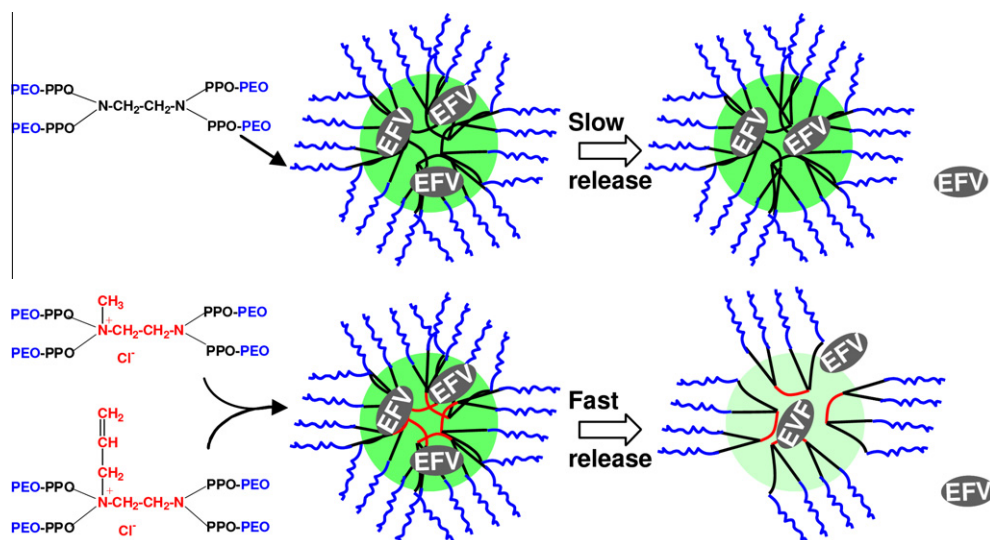 PEO-PPO PPO-PEO
N-CH2-CH2-N
PEO-PPO PPO-PEO
EFV
EFV
EFV
Slow
release
EFV
EFV
EFV
CH3
PEO-PPO PPO-PEO
N+-CH2-CH2-N
PEO-PPO PPO-PEO
Cl-
EFV
EFV
EFV
Fast
release
EFV
EVF
EFV
CH2
CH
CH2
PEO-PPO PPO-PEO
N+-CH2-CH2-N
PEO-PPO PPO-PEO
Cl-